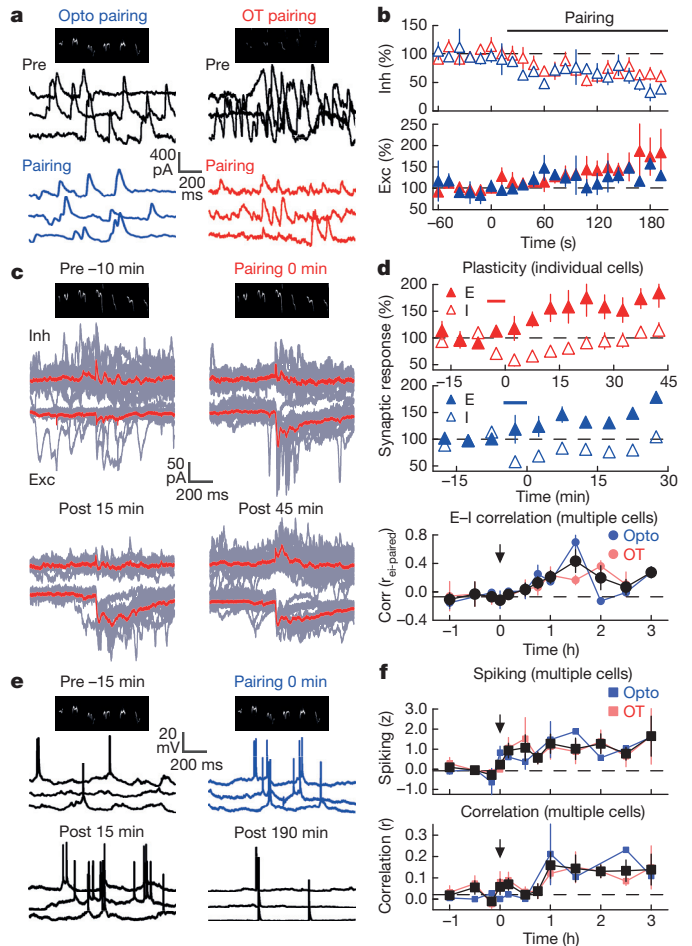 a
Opto pairing
OT pairing
Pre
Pre
Pairing
400
pA
200
ms
Pairing
b
Pairing
Inh (%)
150
100
50
0
Exc (%)
250
200
150
100
50
−60
0
60
120
180
Time (s)
c
Pre −10 min
Pairing 0 min
Inh
Exc
50
pA
200 ms
Post 15 min
Post 45 min
d
Plasticity (individual cells)
Synaptic response (%)
200
150
100
50
E
I
−15
0
15
30
45
200
150
100
50
E
I
−15
0
15
30
Time (min)
E–I correlation (multiple cells)
Corr (rei-paired)
0.8
0.4
0.0
−0.4
Opto
OT
−1
0
1
2
3
Time (h)
e
Pre −15 min
Pairing 0 min
20
mV
200 ms
Post 15 min
Post 190 min
f
Spiking (multiple cells)
Spiking (z)
3.0
2.0
1.0
0.0
−1.0
Opto
OT
Correlation (multiple cells)
Correlation (r)
0.3
0.2
0.1
0.0
−1
0
1
2
3
Time (h)